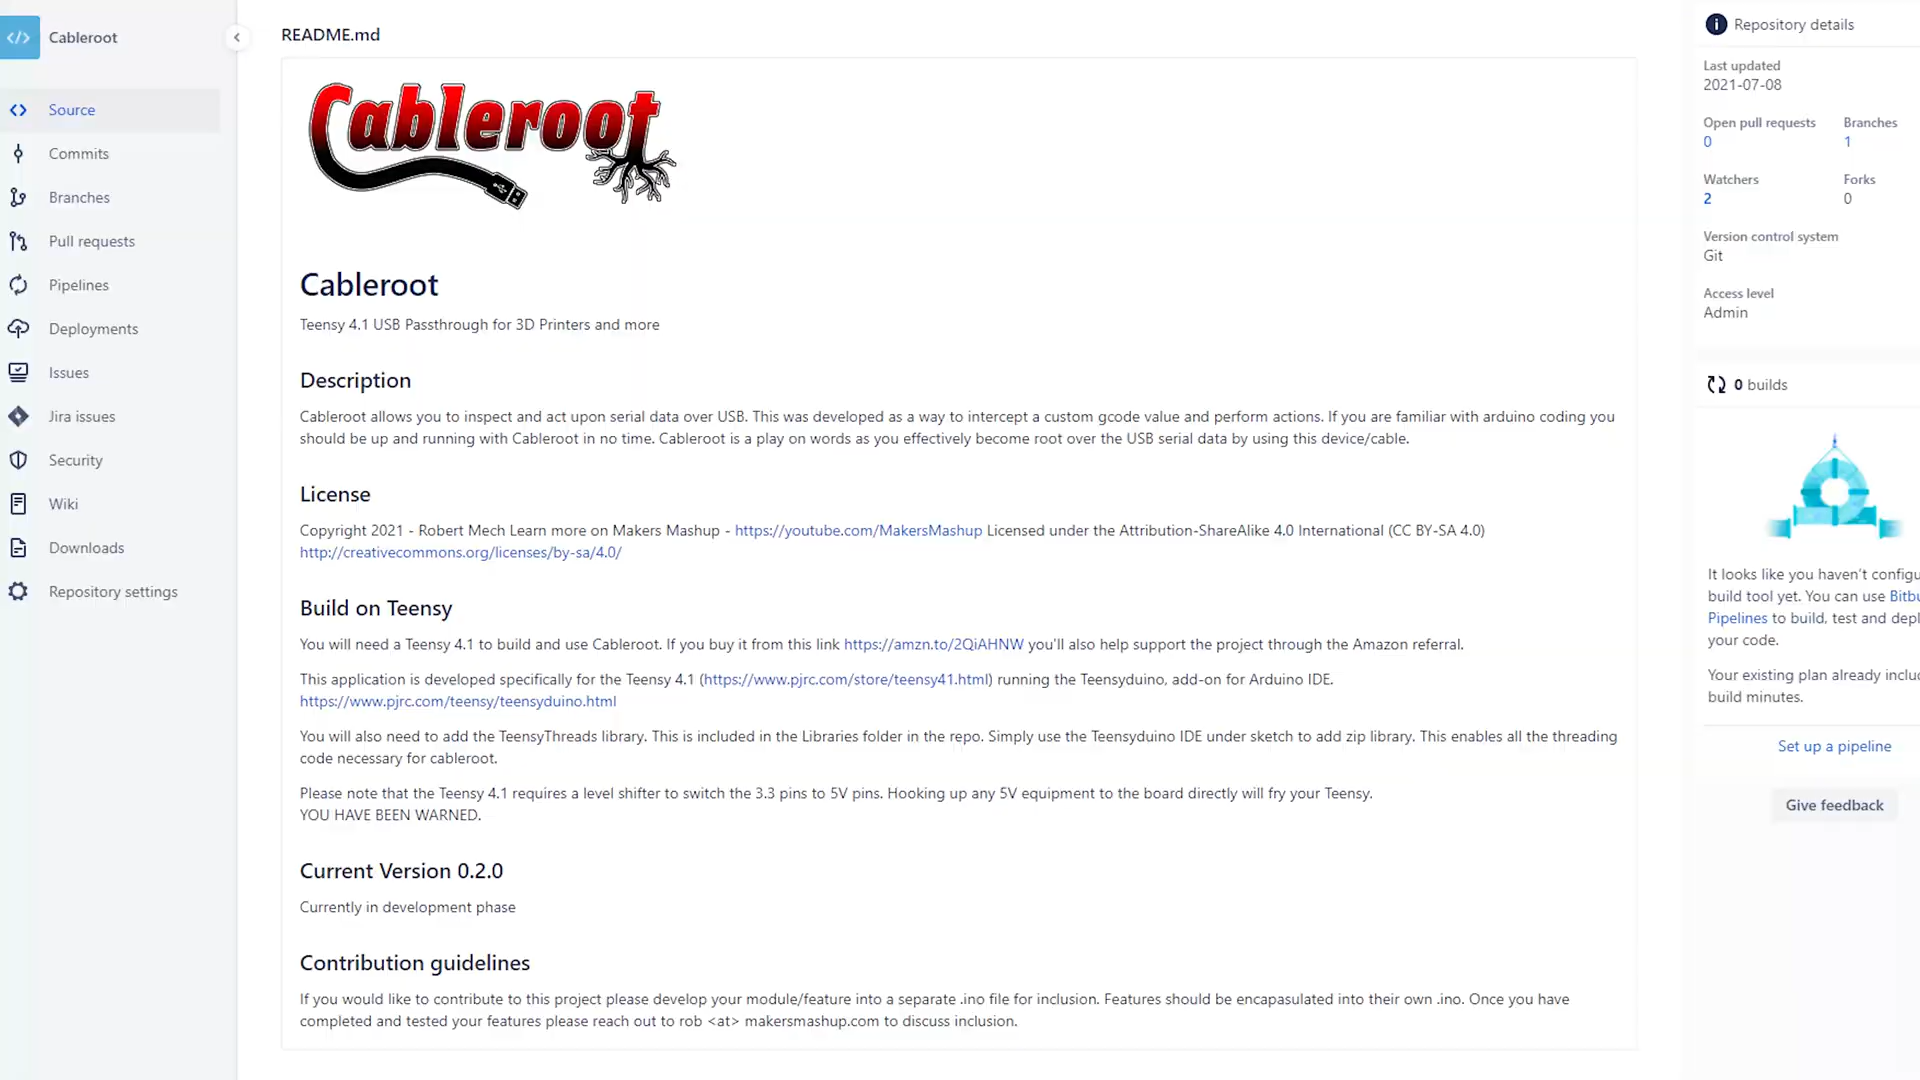 </>
Cableroot
Source
Commits
Branches
Pull requests
Pipelines
Deployments
Issues
Jira issues
Security
Wiki
Downloads
Repository settings
README.md
Cableroot
Cableroot
Teensy 4.1 USB Passthrough for 3D Printers and more
Description
Cableroot allows you to inspect and act upon serial data over USB. This was developed as a way to intercept a custom gcode value and perform actions. If you are familiar with arduino coding you
should be up and running with Cableroot in no time. Cableroot is a play on words as you effectively become root over the USB serial data by using this device/cable.
License
Copyright 2021 - Robert Mech Learn more on Makers Mashup - https://youtube.com/MakersMashup Licensed under the Attribution-ShareAlike 4.0 International (CC BY-SA 4.0)
http://creativecommons.org/licenses/by-sa/4.0/
Build on Teensy
You will need a Teensy 4.1 to build and use Cableroot. If you buy it from this link https://amzn.to/2QiAHNW you'll also help support the project through the Amazon referral.
This application is developed specifically for the Teensy 4.1 (https://www.pjrc.com/store/teensy41.html) running the Teensyduino, add-on for Arduino IDE.
https://www.pjrc.com/teensy/teensyduino.html
You will also need to add the TeensyThreads library. This is included in the Libraries folder in the repo. Simply use the Teensyduino IDE under sketch to add zip library. This enables all the threading
code necessary for cableroot.
Please note that the Teensy 4.1 requires a level shifter to switch the 3.3 pins to 5V pins. Hooking up any 5V equipment to the board directly will fry your Teensy.
YOU HAVE BEEN WARNED.
Current Version 0.2.0
Currently in development phase
Contribution guidelines
If you would like to contribute to this project please develop your module/feature into a separate .ino file for inclusion. Features should be encapasulated into their own .ino. Once you have
completed and tested your features please reach out to rob <at> makersmashup.com to discuss inclusion.
Repository details
Last updated
2021-07-08
Open pull requests Branches
0 1
Watchers Forks
2 0
Version control system
Git
Access level
Admin
0 builds
It looks like you haven't configu
build tool yet. You can use Bitbu
Pipelines to build, test and depl
your code.
Your existing plan already inclu
build minutes.
Set up a pipeline
Give feedback